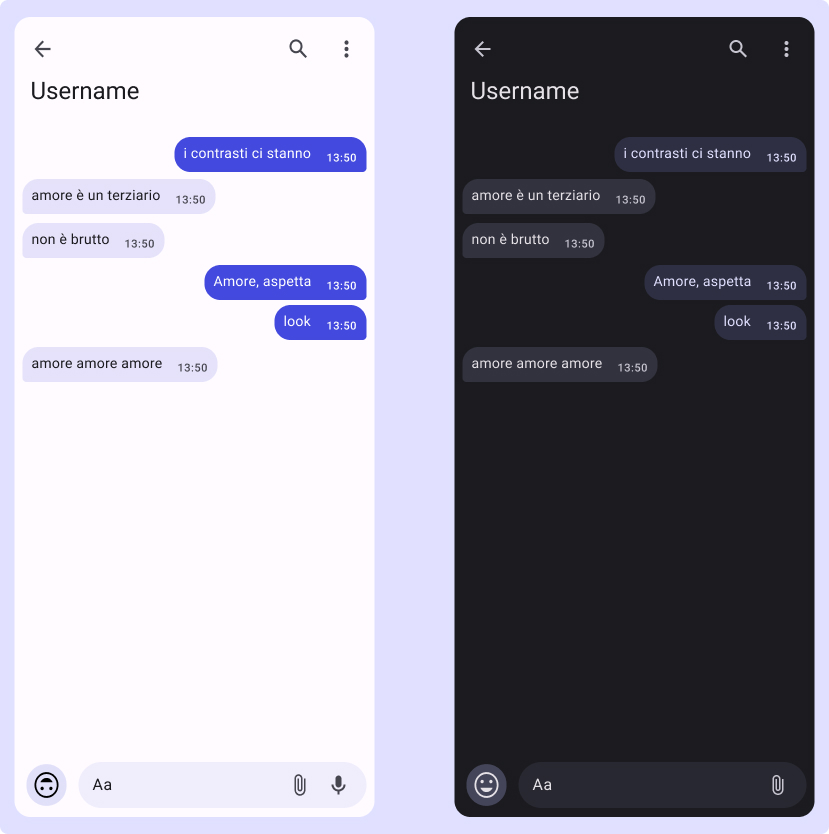 Username
i contrasti ci stanno 13:50
amore è un terziario 13:50
non è brutto 13:50
Amore, aspetta 13:50
look 13:50
amore amore amore 13:50
Aa
Username
i contrasti ci stanno 13:50
amore è un terziario 13:50
non è brutto 13:50
Amore, aspetta 13:50
look 13:50
amore amore amore 13:50
Aa